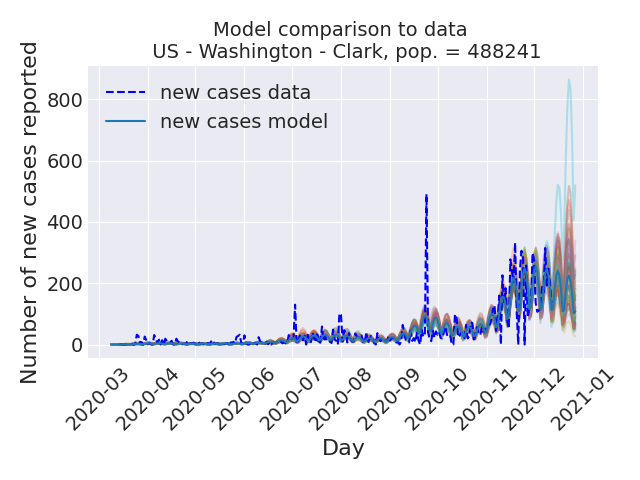 Model comparison to data
US - Washington - Clark, pop. = 488241
Number of new cases reported
800
600
400
200
0
new cases data
new cases model
2020-03
2020-04
2020-05
2020-06
2020-07
2020-08
2020-09
2020-10
2020-11
2020-12
2021-01
Day